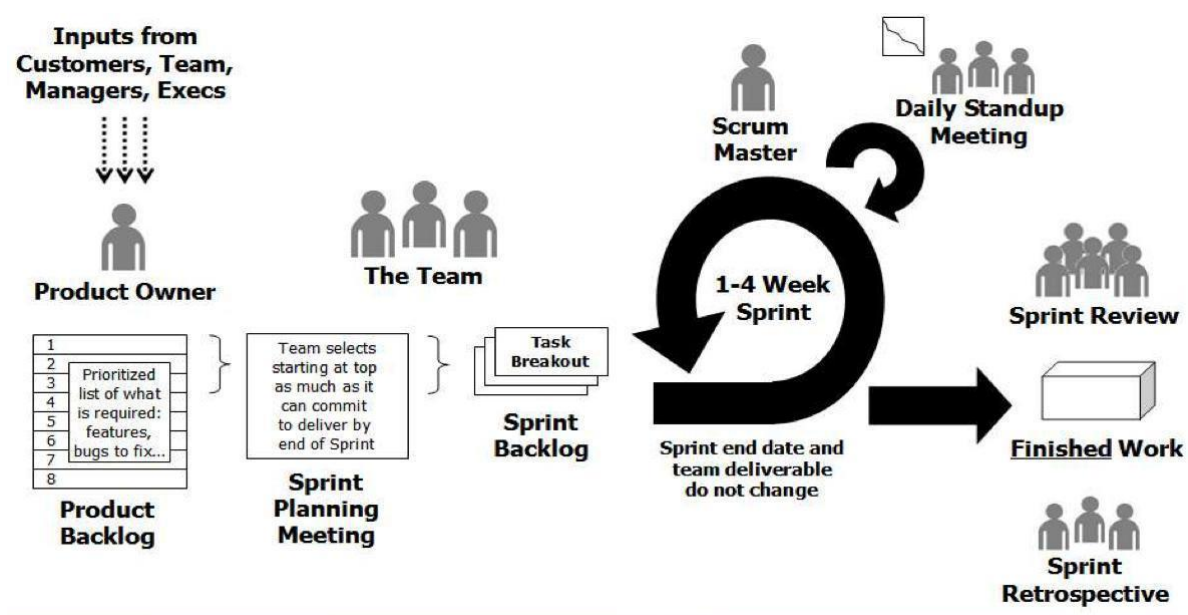 Inputs from
Customers, Team,
Managers, Execs
Product Owner
The Team
Scrum
Master
Daily Standup
Meeting
1
2
3
4
5
6
7
8
Prioritized
list of what
is required:
features,
bugs to fix...
Product
Backlog
Team selects
starting at top
as much as it
can commit
to deliver by
end of Sprint
Sprint
Planning
Meeting
Task
Breakout
Sprint
Backlog
1-4 Week
Sprint
Sprint end date and
team deliverable
do not change
Sprint Review
Finished Work
Sprint
Retrospective